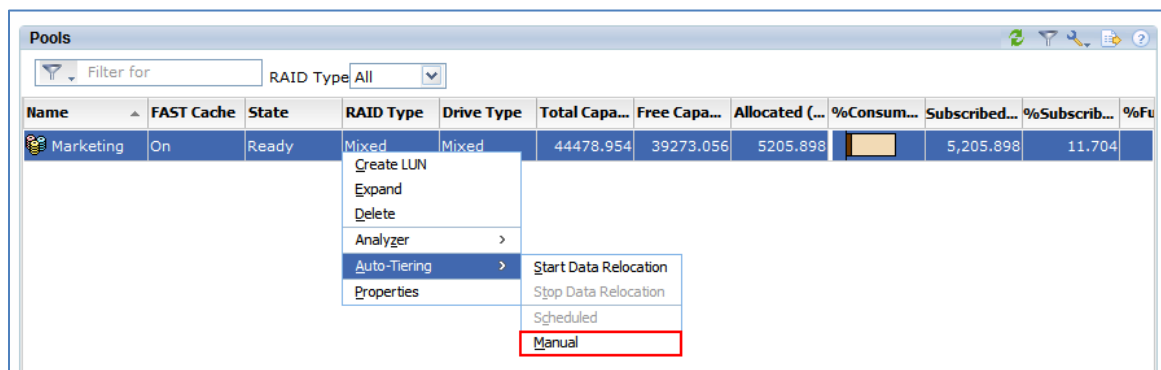 Pools
Filter for
RAID Type All
Name FAST Cache State RAID Type Drive Type Total Capa... Free Capa... Allocated (... %Consum... Subscribed... %Subscrib... %Fu
Marketing On Ready Mixed Mixed 44478.954 39273.056 5205.898 5,205.898 11.704
Create LUN
Expand
Delete
Analyzer
Auto-Tiering
Start Data Relocation
Properties
Stop Data Relocation
Scheduled
Manual